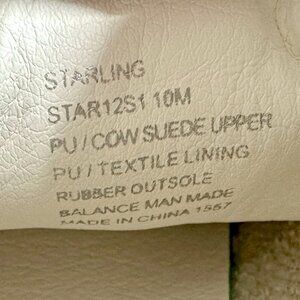 STARLING
STAR12S1 10M
PU / COW SUEDE UPPER
PU / TEXTILE LINING
RUBBER OUTSOLE
BALANCE MAN MADE
MADE IN CHINA 1557